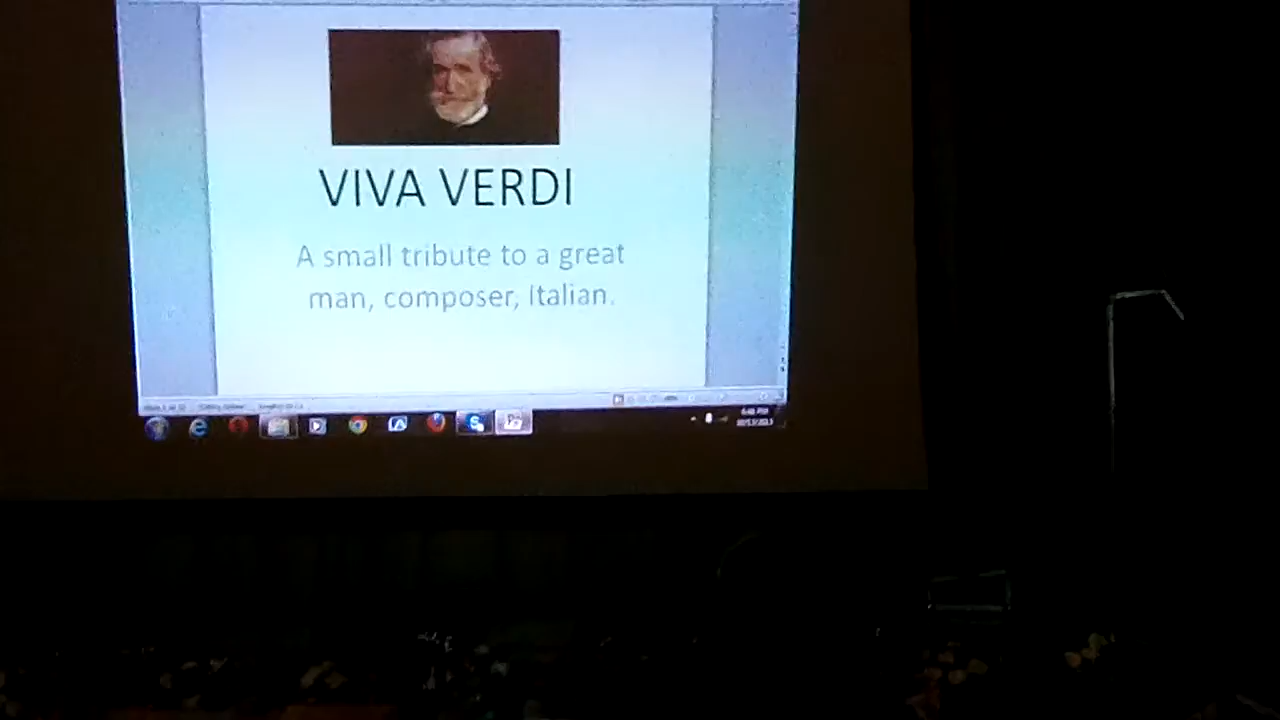 VIVA VERDI
A small tribute to a great
man, composer, Italian.